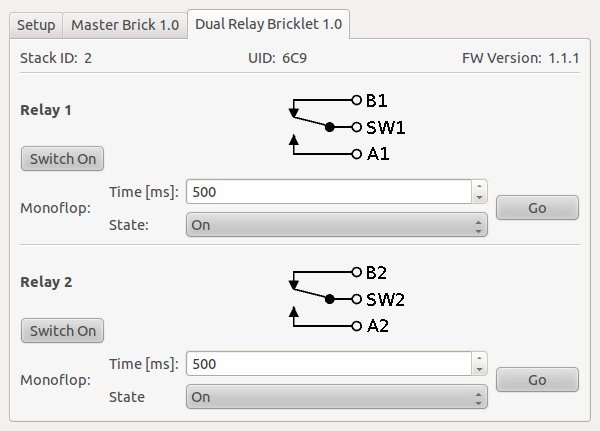 Setup Master Brick 1.0 Dual Relay Bricklet 1.0
Stack ID: 2 UID: 6C9 FW Version: 1.1.1
Relay 1
B1
SW1
A1
Switch On
Monoflop:
Time [ms]: 500
State: On
Go
Relay 2
B2
SW2
A2
Switch On
Monoflop:
Time [ms]: 500
State On
Go